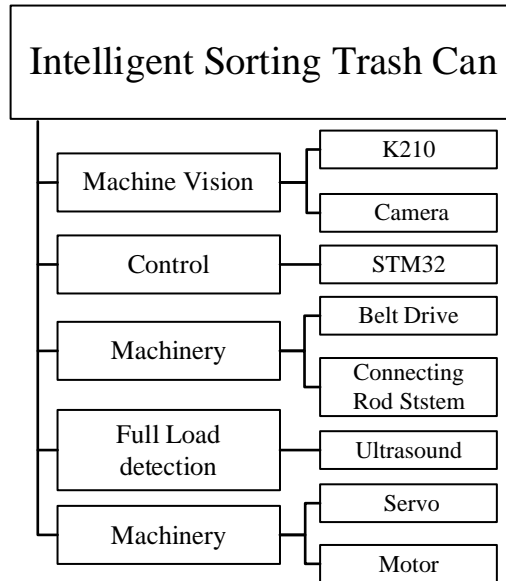 Intelligent Sorting Trash Can
Machine Vision
K210
Camera
Control
STM32
Machinery
Belt Drive
Connecting
Rod Ststem
Full Load
detection
Ultrasound
Machinery
Servo
Motor